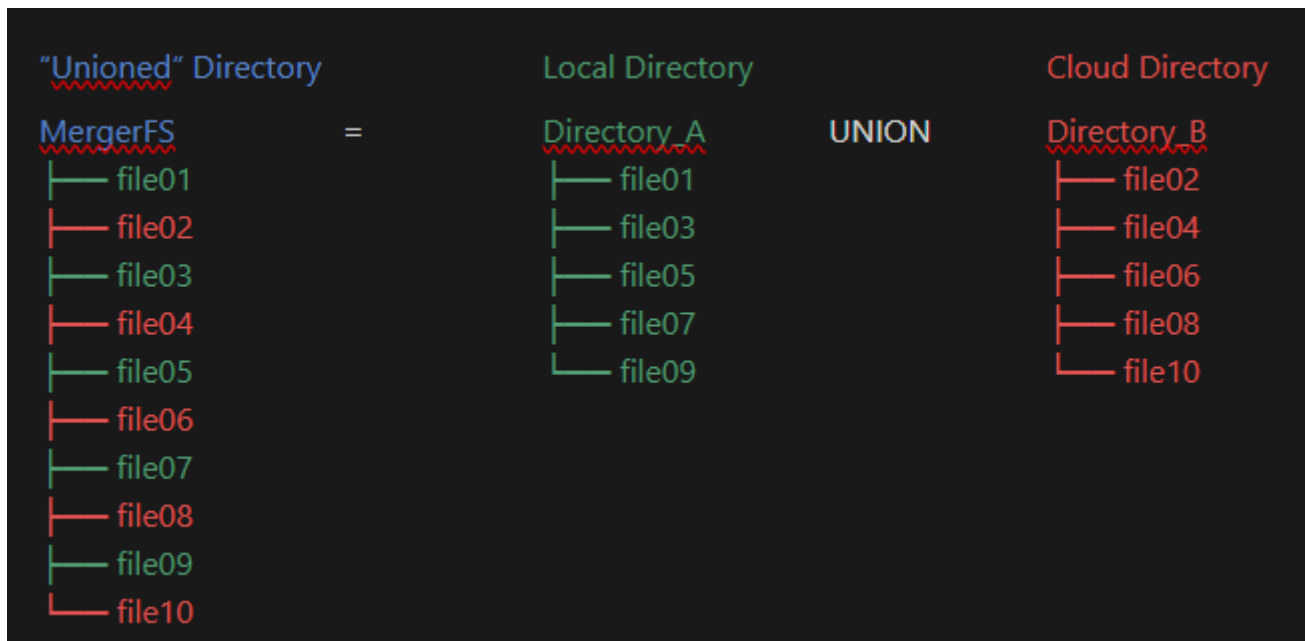 “Unioned” Directory Local Directory Cloud Directory
MergerFS = Directory_A UNION Directory_B
├── file01 ├── file01 ├── file02
├── file02 ├── file03 ├── file04
├── file03 ├── file05 ├── file06
├── file04 ├── file07 ├── file08
├── file05 └── file09 └── file10
├── file06
├── file07
├── file08
├── file09
└── file10